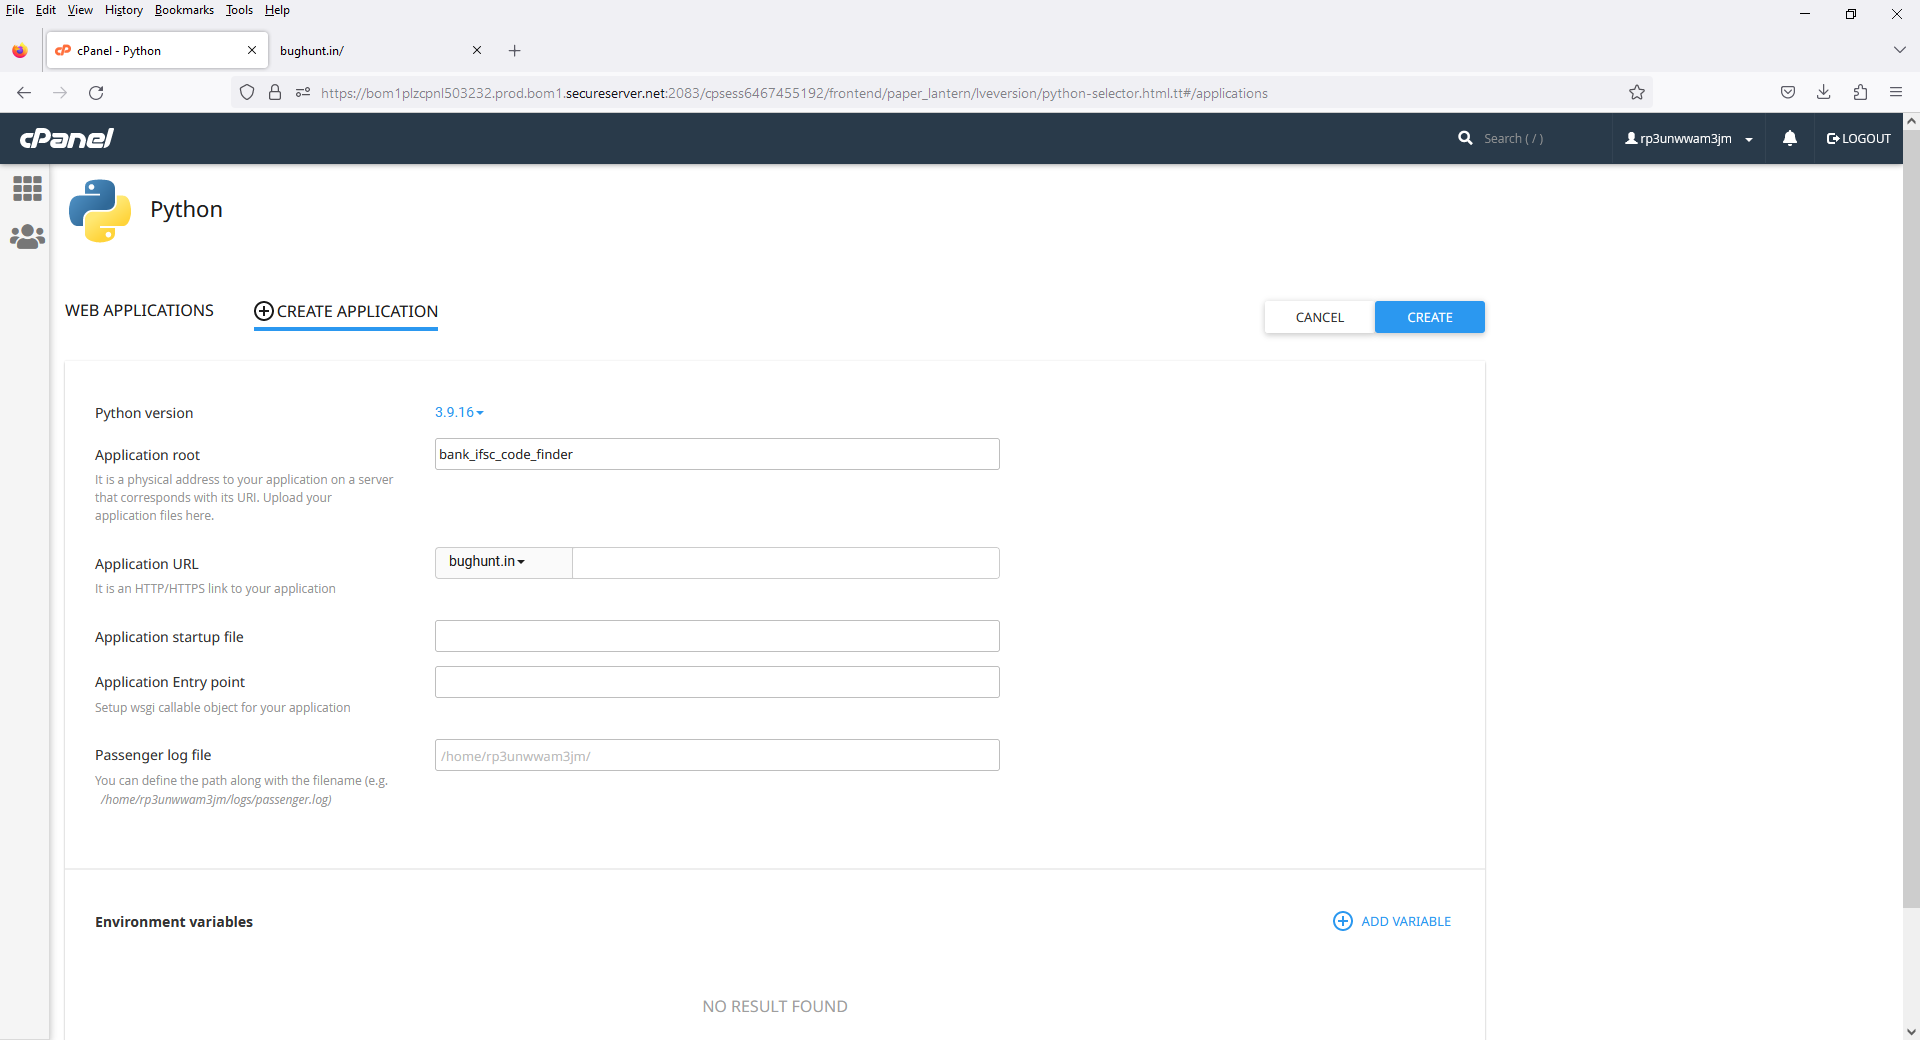 File Edit View History Bookmarks Tools Help
cPanel - Python
bughunt.in/
https://bom1plzcpnl503232.prod.bom1.secureserver.net:2083/cpsess6467455192/frontend/paper_lantern/lveversion/python-selector.html.tt#/applications
cPanel
Search ( / )
rp3unwwam3jm
LOGOUT
Python
WEB APPLICATIONS
CREATE APPLICATION
CANCEL
CREATE
Python version
3.9.16
Application root
bank_ifsc_code_finder
It is a physical address to your application on a server
that corresponds with its URI. Upload your
application files here.
Application URL
bughunt.in
It is an HTTP/HTTPS link to your application
Application startup file
Application Entry point
Setup wsgi callable object for your application
Passenger log file
/home/rp3unwwam3jm/
You can define the path along with the filename (e.g.
/home/rp3unwwam3jm/logs/passenger.log)
Environment variables
ADD VARIABLE
NO RESULT FOUND